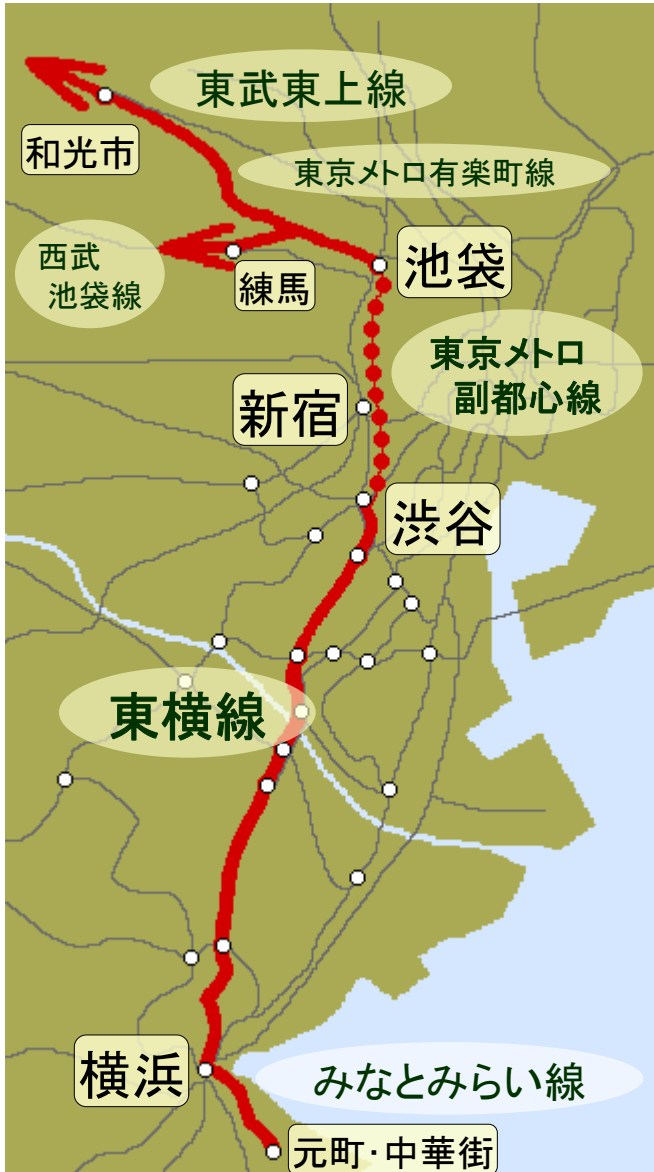 東武東上線
和光市
東京メトロ有楽町線
西武
池袋線
練馬
池袋
東京メトロ
副都心線
新宿
渋谷
東横線
横浜
みなとみらい線
元町･中華街